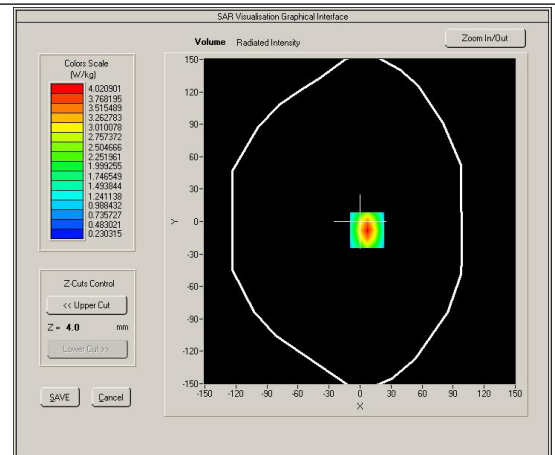 SAR Visualisation Graphical Interface
Volume Radiated Intensity
Zoom In/Out
Colors Scale
(W/kg)
4.020901
3.768195
3.515489
3.262783
3.010078
2.757372
2.504666
2.251961
1.999255
1.746549
1.493844
1.241138
0.988432
0.735727
0.483021
0.230315
Z-Cuts Control
<< Upper Cut
Z = 4.0 mm
Lower Cut >>
SAVE
Cancel
150
120
90
60
30
0
-30
-60
-90
-120
-150
Y
-150 -120 -90 -60 -30 0 30 60 90 120 150
X